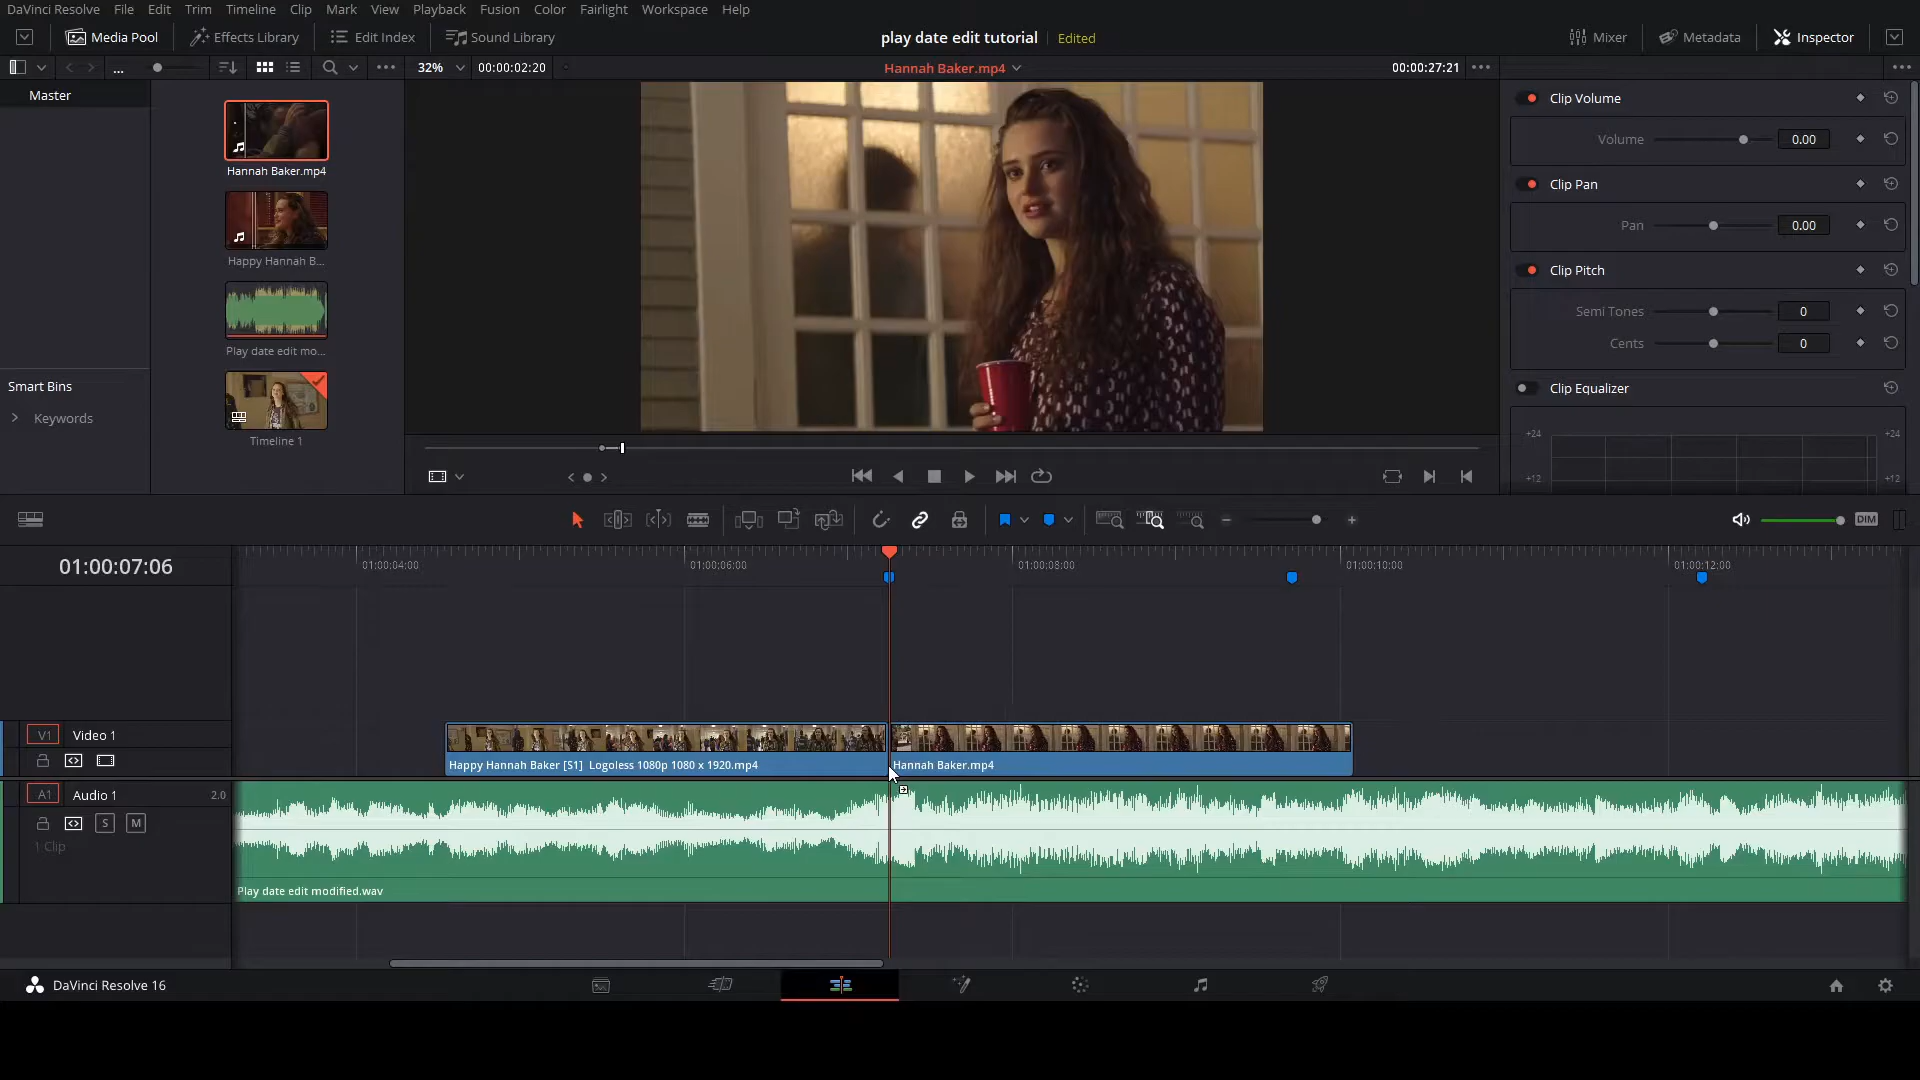 DaVinci Resolve File Edit Trim Timeline Clip Mark View Playback Fusion Color Fairlight Workspace Help
Media Pool Effects Library Edit Index Sound Library play date edit tutorial Edited Mixer Metadata Inspector
... 32% 00:00:02:20 Hannah Baker.mp4 00:00:27:21
Master
Hannah Baker.mp4
Happy Hannah B...
Play date edit mo...
Timeline 1
Smart Bins
Keywords
Clip Volume
Volume 0.00
Clip Pan
Pan 0.00
Clip Pitch
Semi Tones 0
Cents 0
Clip Equalizer
+24 +24
+12 +12
DIM
01:00:07:06
01:00:04:00 01:00:06:00 01:00:08:00 01:00:10:00 01:00:12:00
V1 Video 1
Happy Hannah Baker [S1] Logoless 1080p 1080 x 1920.mp4
Hannah Baker.mp4
A1 Audio 1 2.0
S M
1 Clip
Play date edit modified.wav
DaVinci Resolve 16